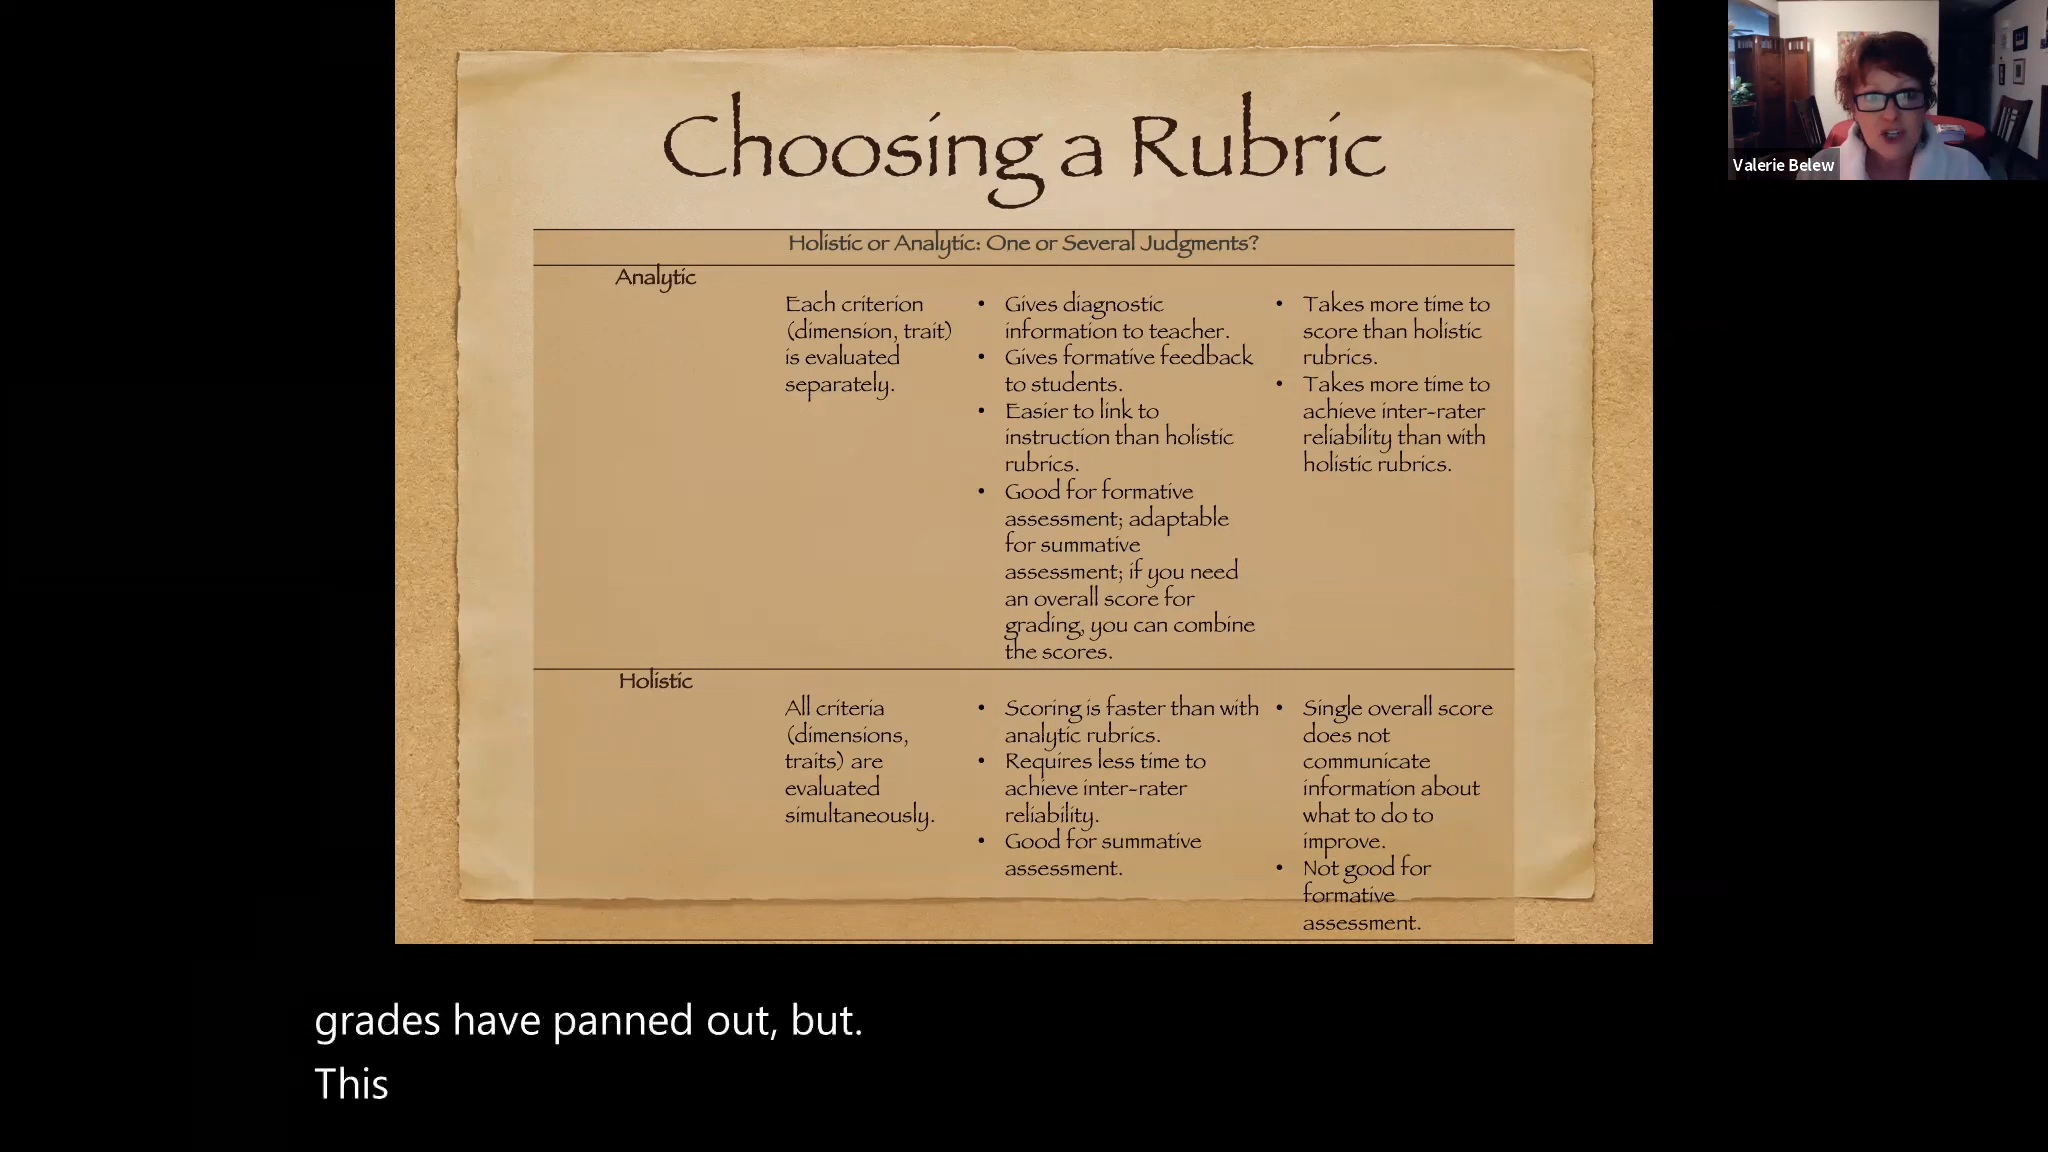 Choosing a Rubric
Holistic or Analytic: One or Several Judgments?
Analytic
Each criterion
(dimension, trait)
is evaluated
separately.
• Gives diagnostic
information to teacher.
• Gives formative feedback
to students.
• Easier to link to
instruction than holistic
rubrics.
• Good for formative
assessment; adaptable
for summative
assessment; if you need
an overall score for
grading, you can combine
the scores.
• Takes more time to
score than holistic
rubrics.
• Takes more time to
achieve inter-rater
reliability than with
holistic rubrics.
Holistic
All criteria
(dimensions,
traits) are
evaluated
simultaneously.
• Scoring is faster than with
analytic rubrics.
• Requires less time to
achieve inter-rater
reliability.
• Good for summative
assessment.
• Single overall score
does not
communicate
information about
what to do to
improve.
• Not good for
formative
assessment.
Valerie Belew
grades have panned out, but.
This